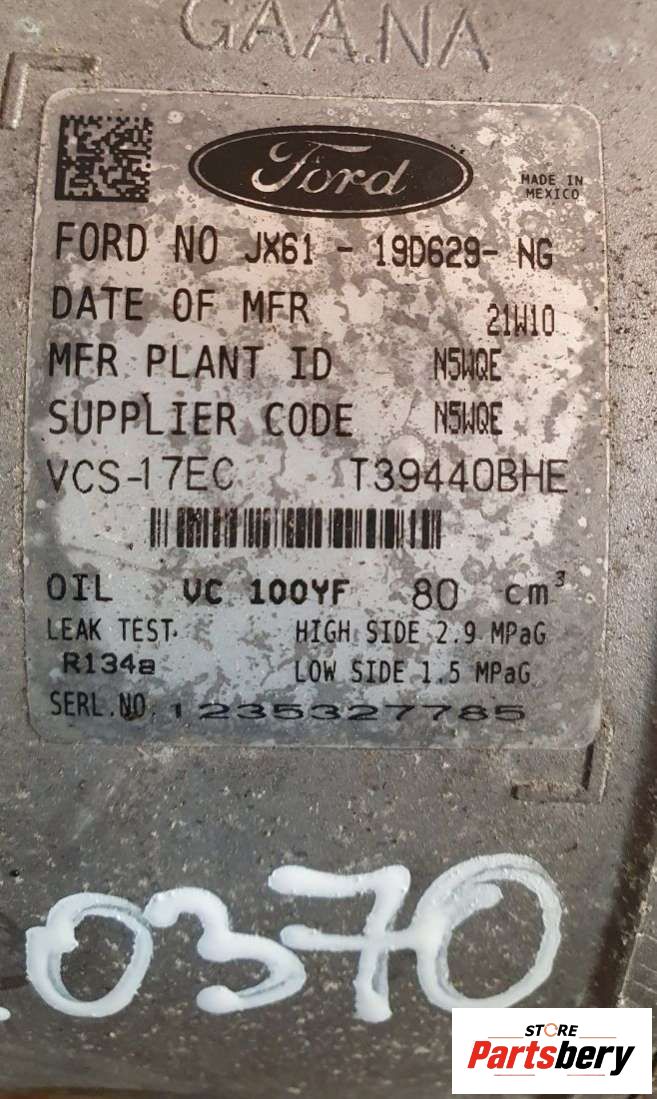 GAA.NA
Ford
MADE IN
MEXICO
FORD NO JX61 - 19D629- NG
DATE OF MFR 21W10
MFR PLANT ID N5WQE
SUPPLIER CODE N5WQE
VCS-17EC T39440BHE
OIL VC 100YF 80 cm³
LEAK TEST. HIGH SIDE 2.9 MPaG
R134a LOW SIDE 1.5 MPaG
SERL.NO. 1235327785
0370
STORE
Partsbery